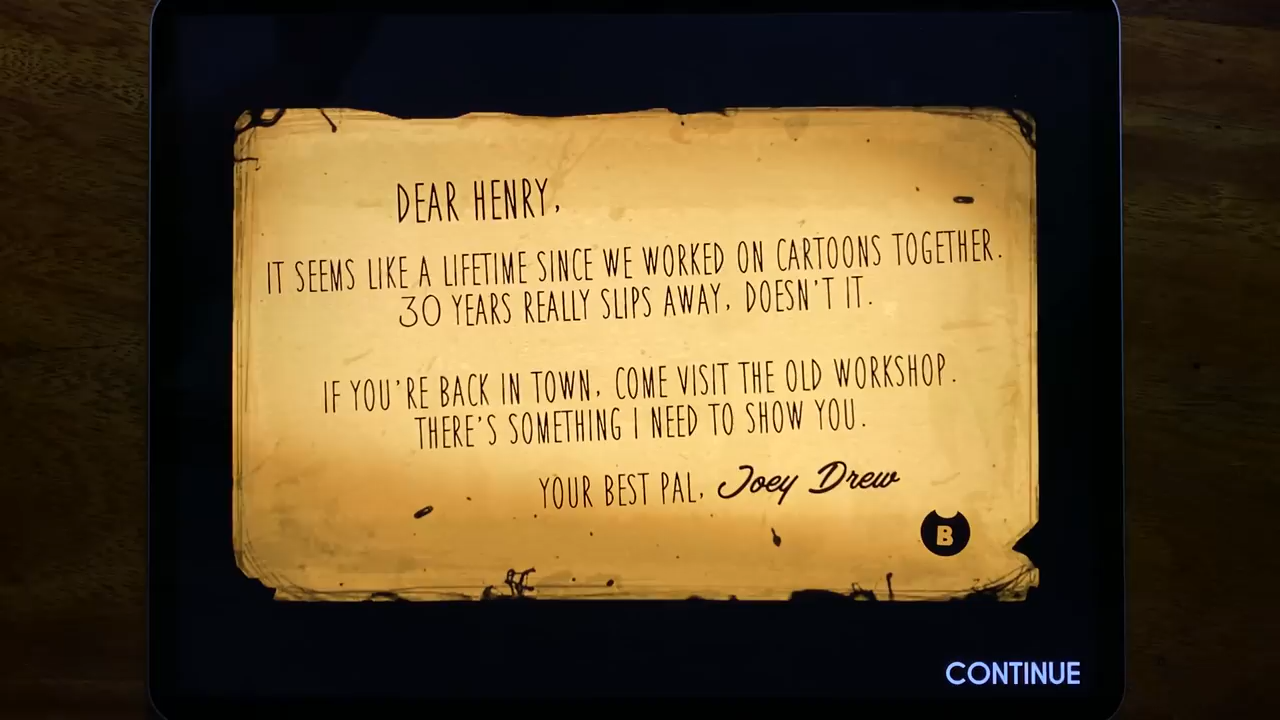 DEAR HENRY,
IT SEEMS LIKE A LIFETIME SINCE WE WORKED ON CARTOONS TOGETHER.
30 YEARS REALLY SLIPS AWAY, DOESN'T IT.
IF YOU'RE BACK IN TOWN, COME VISIT THE OLD WORKSHOP.
THERE'S SOMETHING I NEED TO SHOW YOU.
YOUR BEST PAL, Joey Drew
B
CONTINUE